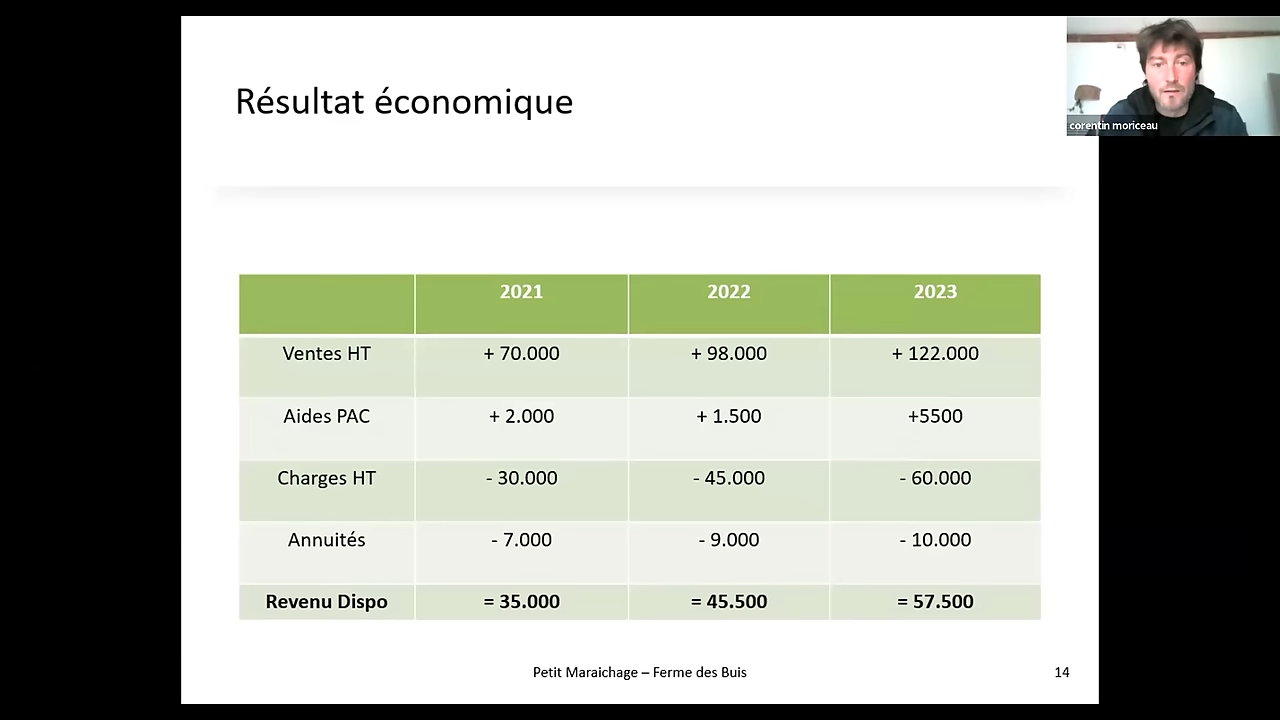 Résultat économique
corentin moriceau
2021 2022 2023
Ventes HT + 70.000 + 98.000 + 122.000
Aides PAC + 2.000 + 1.500 +5500
Charges HT - 30.000 - 45.000 - 60.000
Annuités - 7.000 - 9.000 - 10.000
Revenu Dispo = 35.000 = 45.500 = 57.500
Petit Maraichage – Ferme des Buis 14